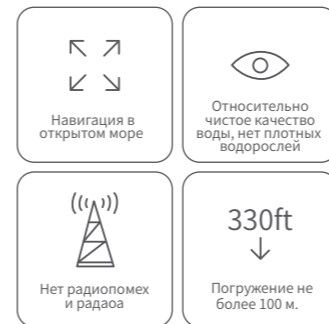 Навигация в
открытом море
Относительно
чистое качество
воды, нет плотных
водорослей
Нет радиопомех
и радаоа
330ft
Погружение не
более 100 м.